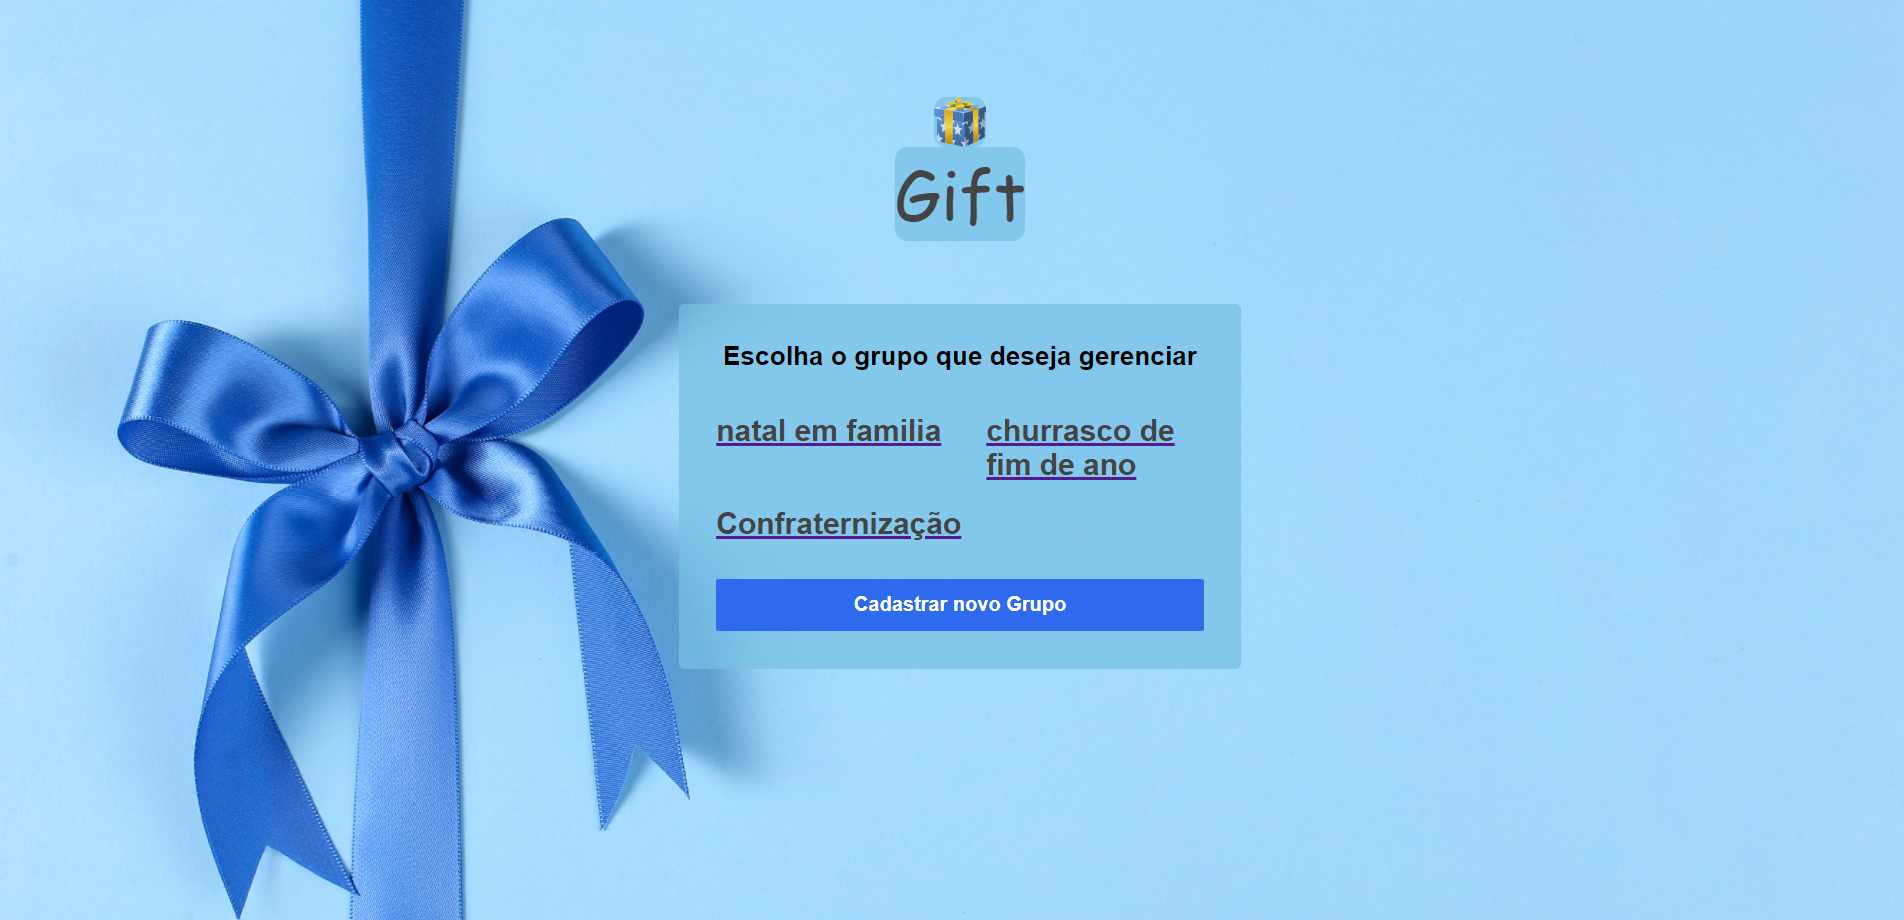 Gift
Escolha o grupo que deseja gerenciar
natal em familia
churrasco de
fim de ano
Confraternização
Cadastrar novo Grupo